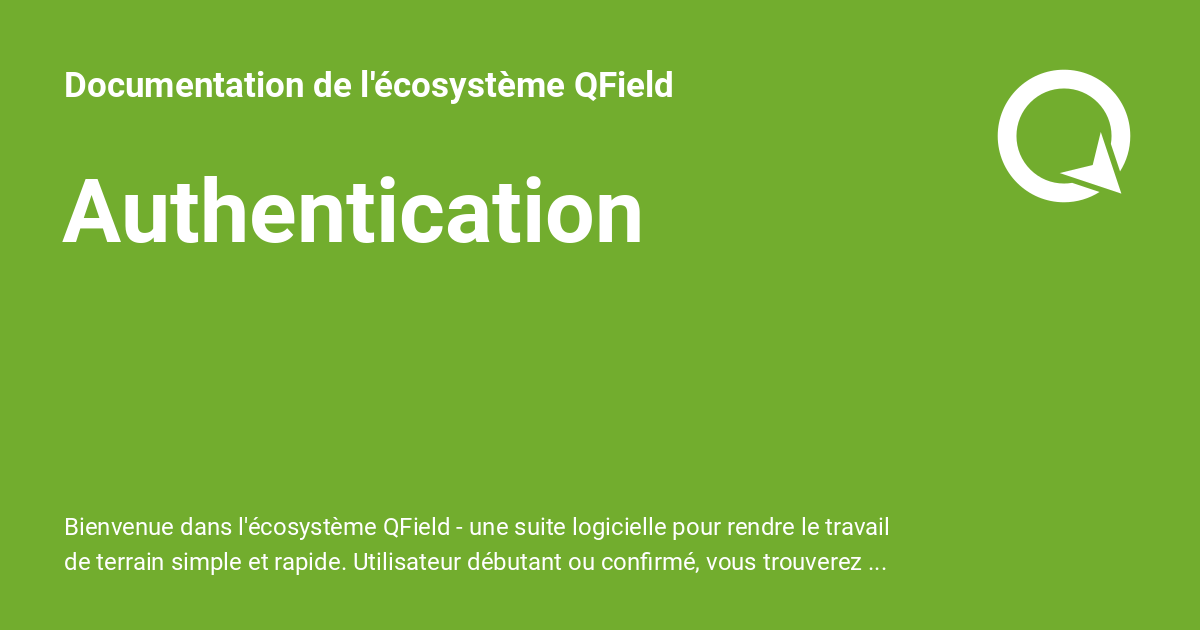 Documentation de l'écosystème QField
Authentication
Bienvenue dans l'écosystème QField - une suite logicielle pour rendre le travail
de terrain simple et rapide. Utilisateur débutant ou confirmé, vous trouverez ...